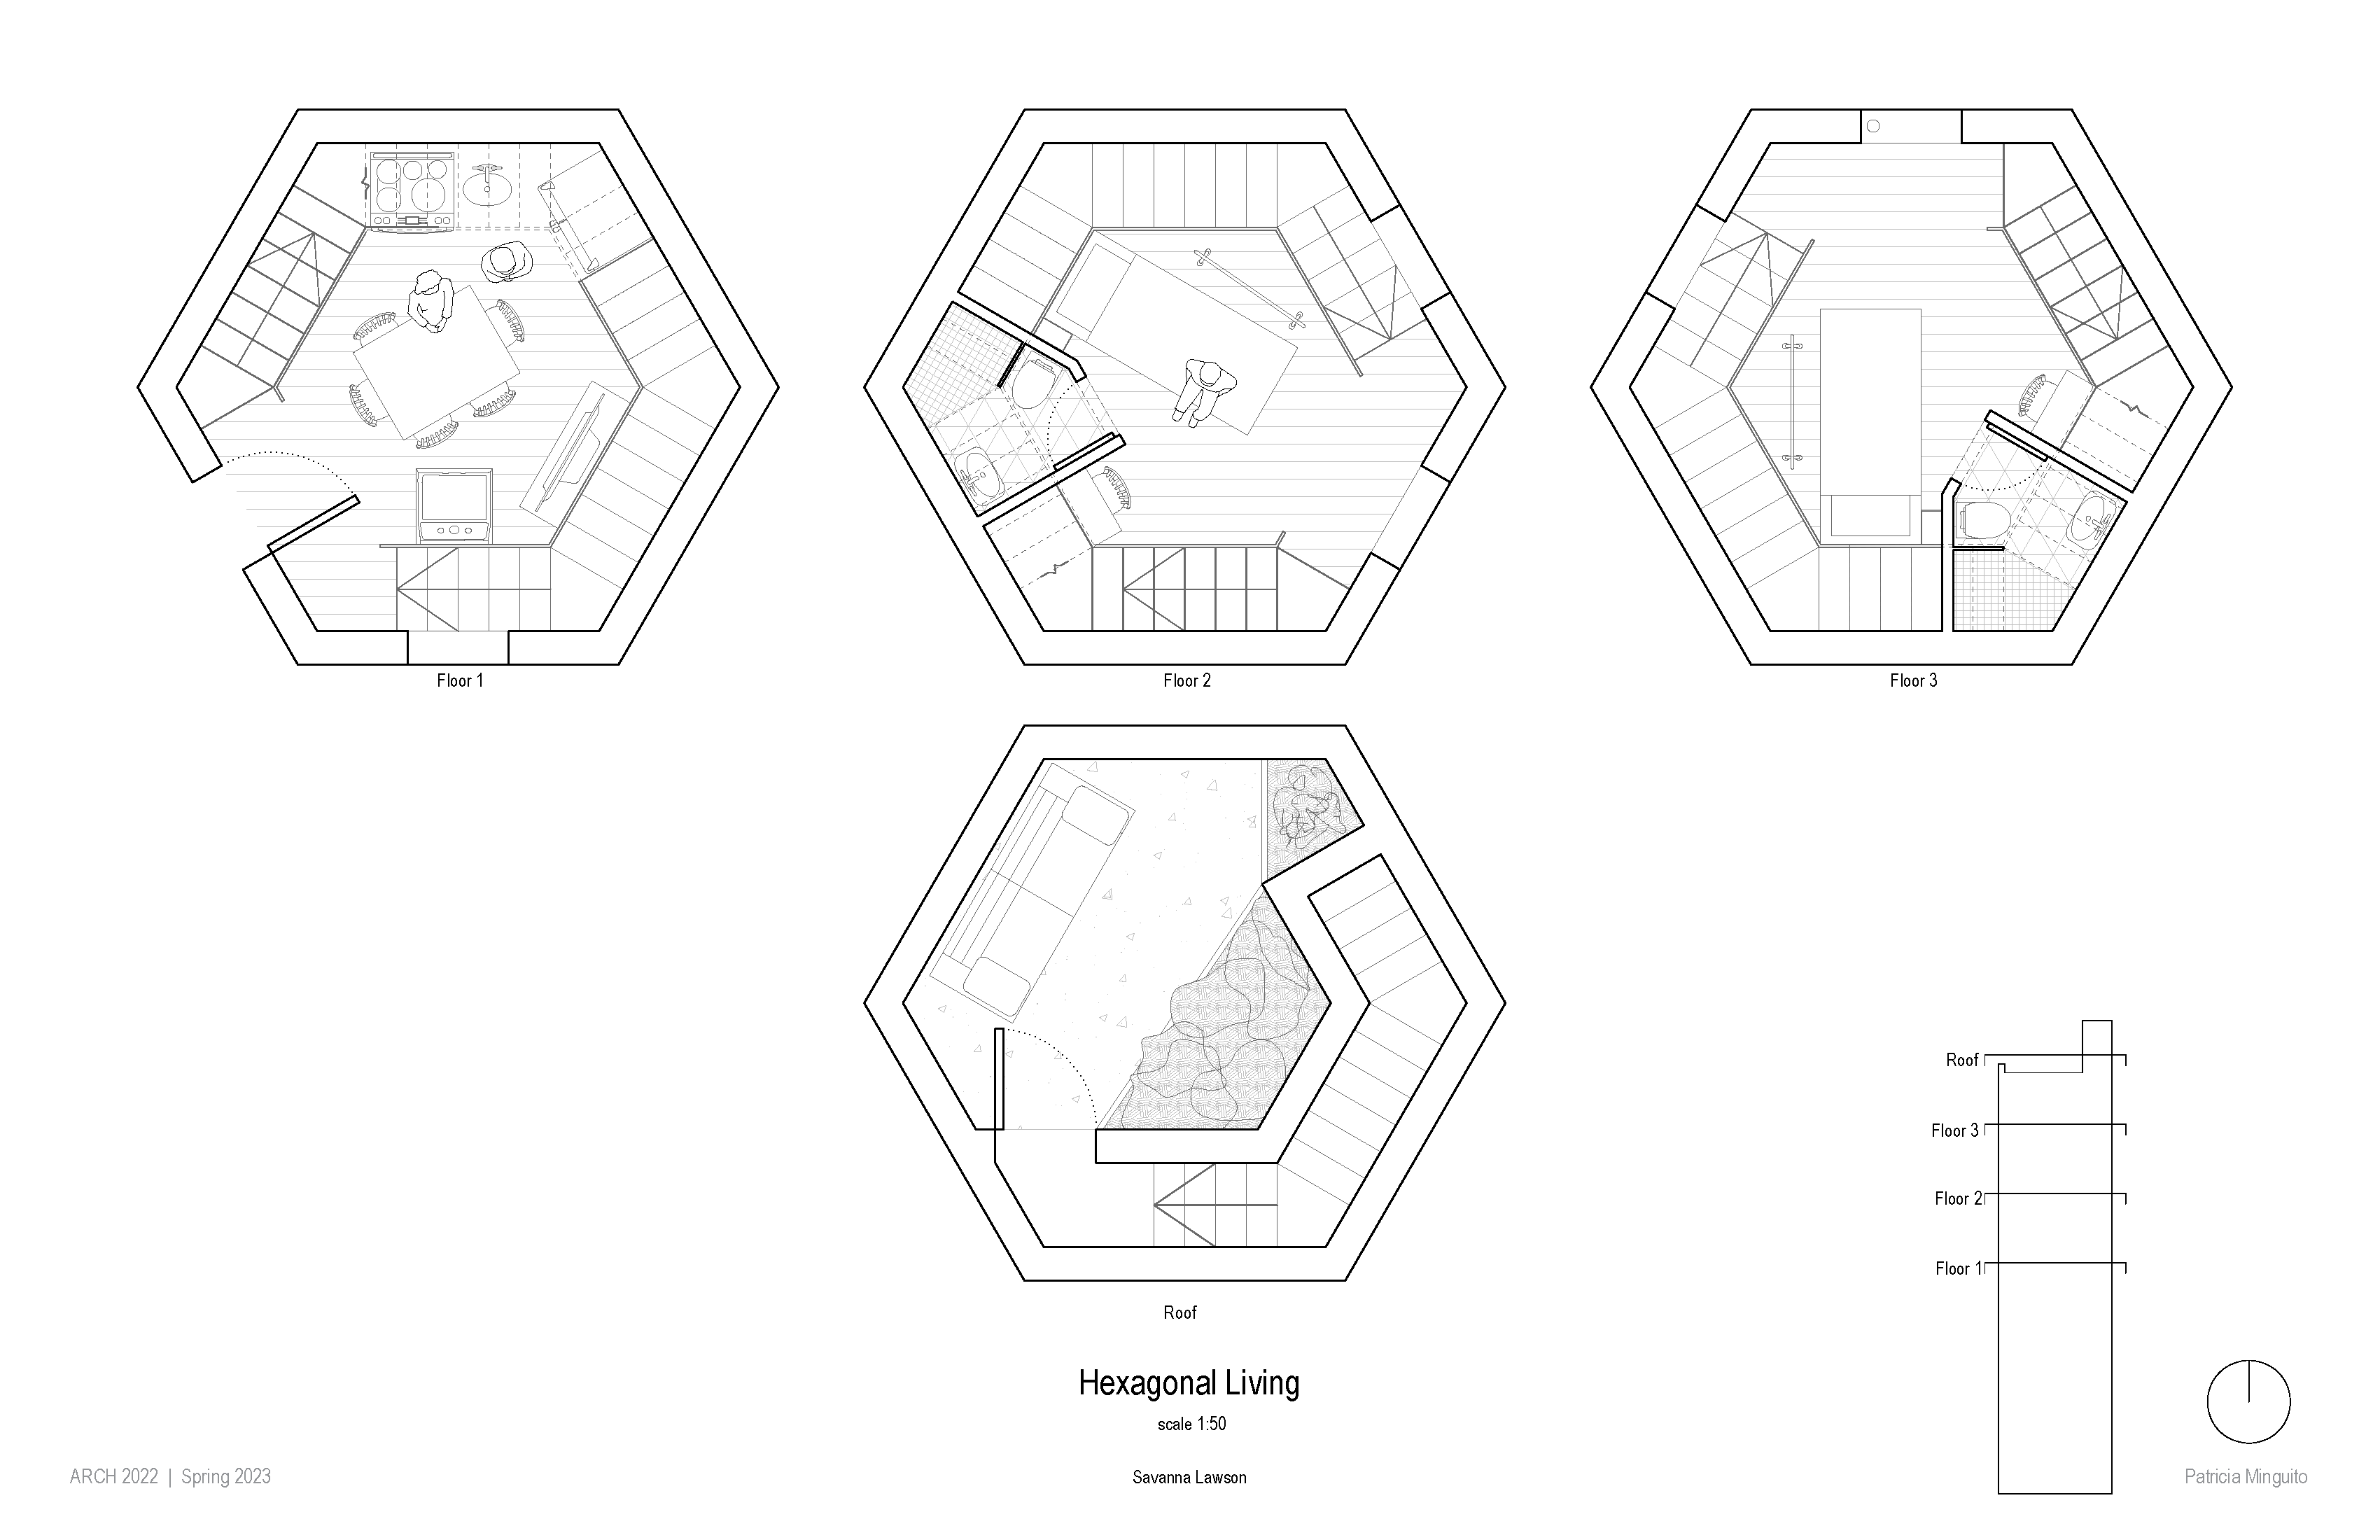 Floor 1
Floor 2
Floor 3
Roof
Roof
Floor 3
Floor 2
Floor 1
Hexagonal Living
scale 1:50
Savanna Lawson
ARCH 2022 | Spring 2023
Patricia Minguito